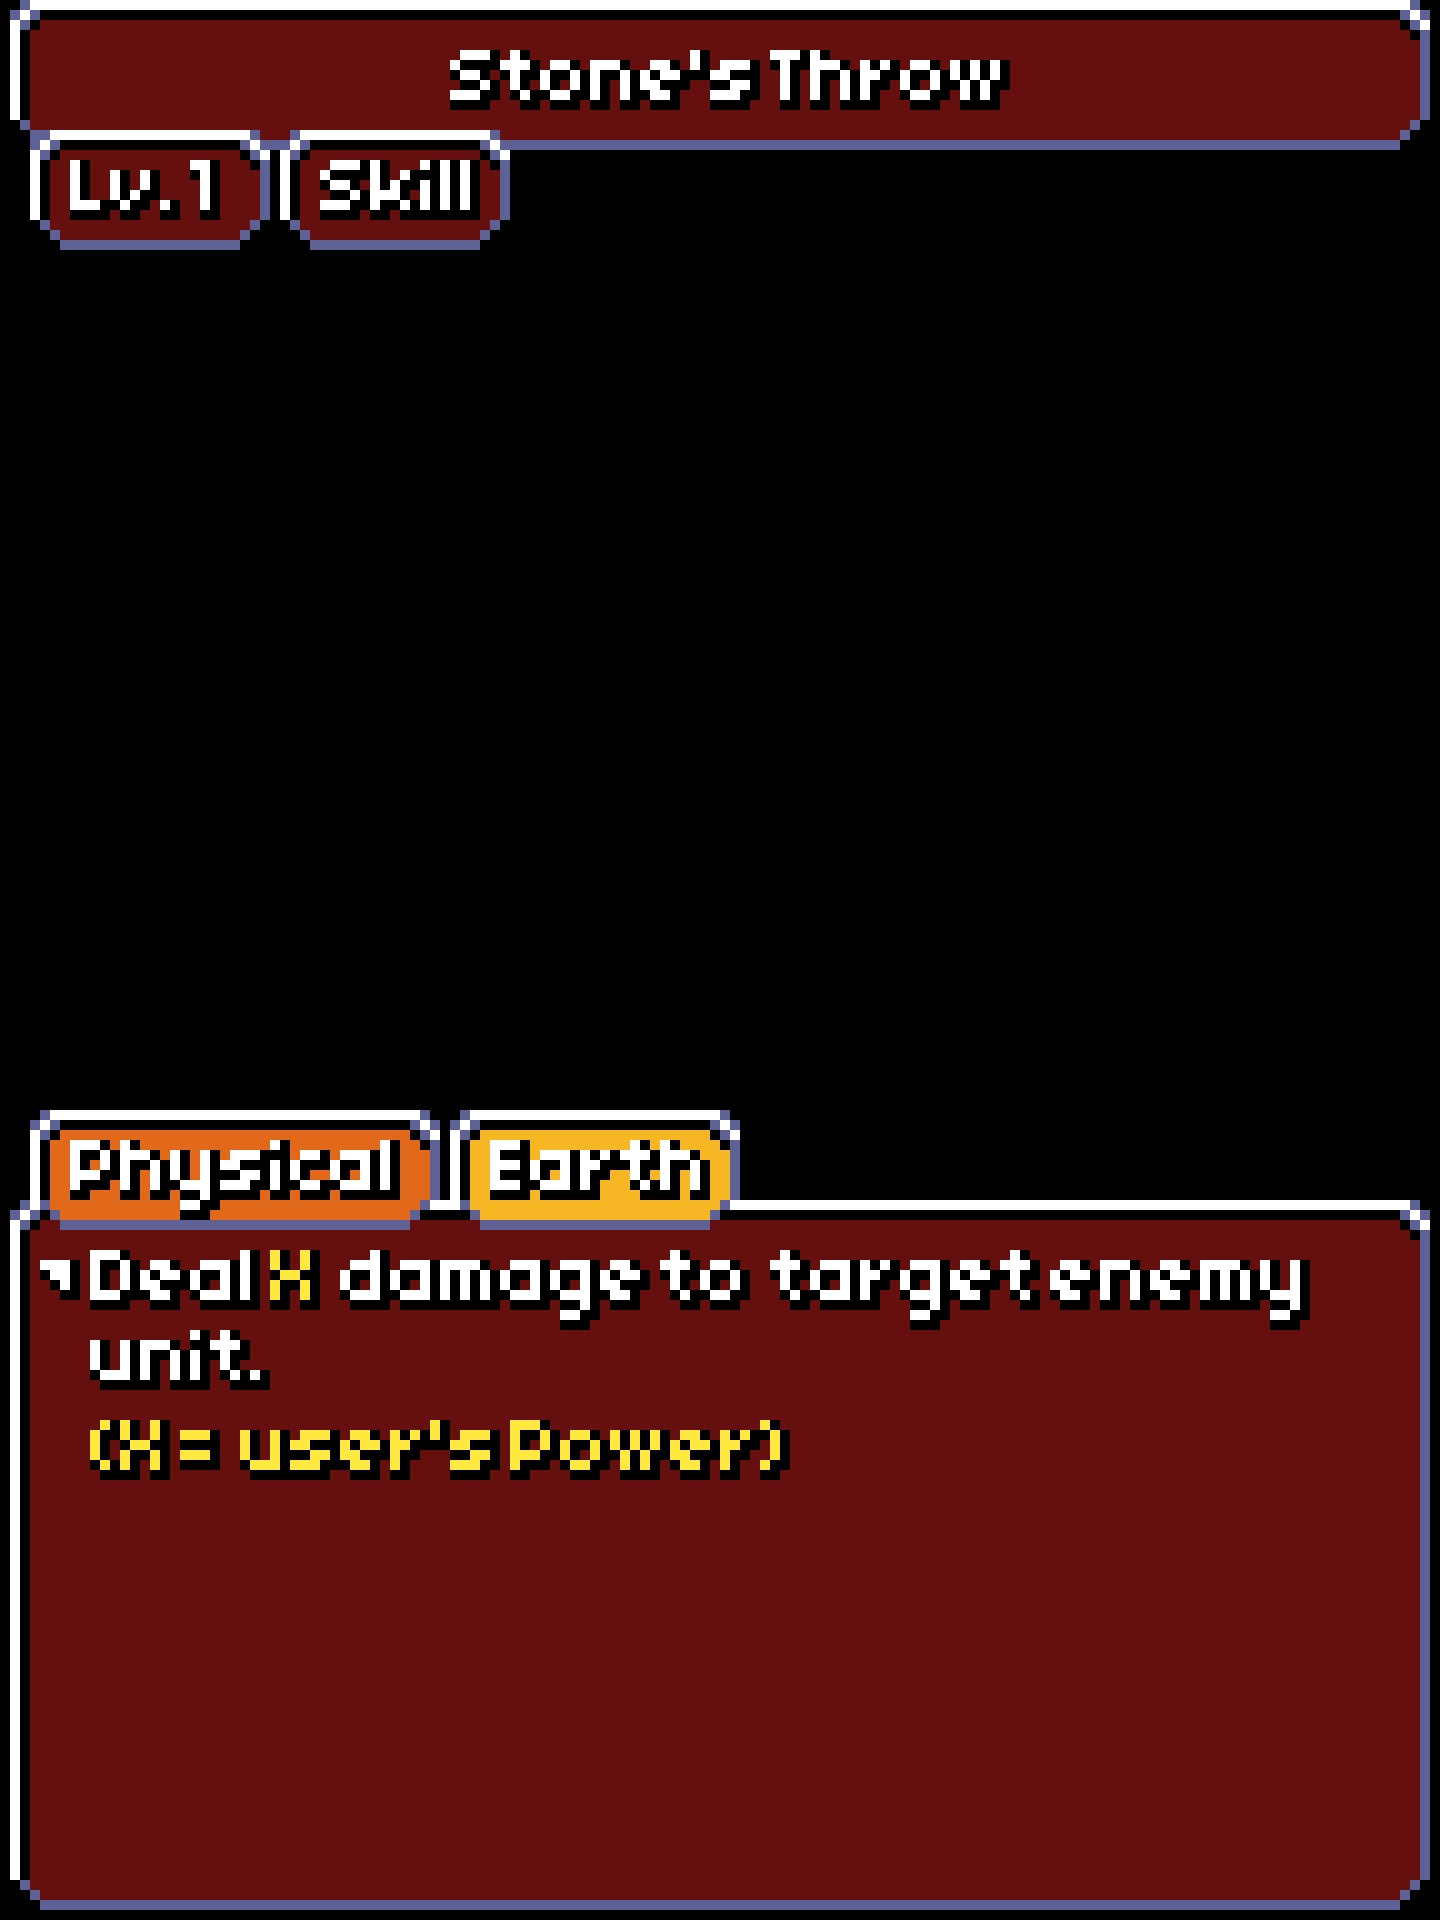 Stone's Throw
Lv.1 Skill
Physical Earth
Deal X damage to target enemy
unit.
(X = user's Power)